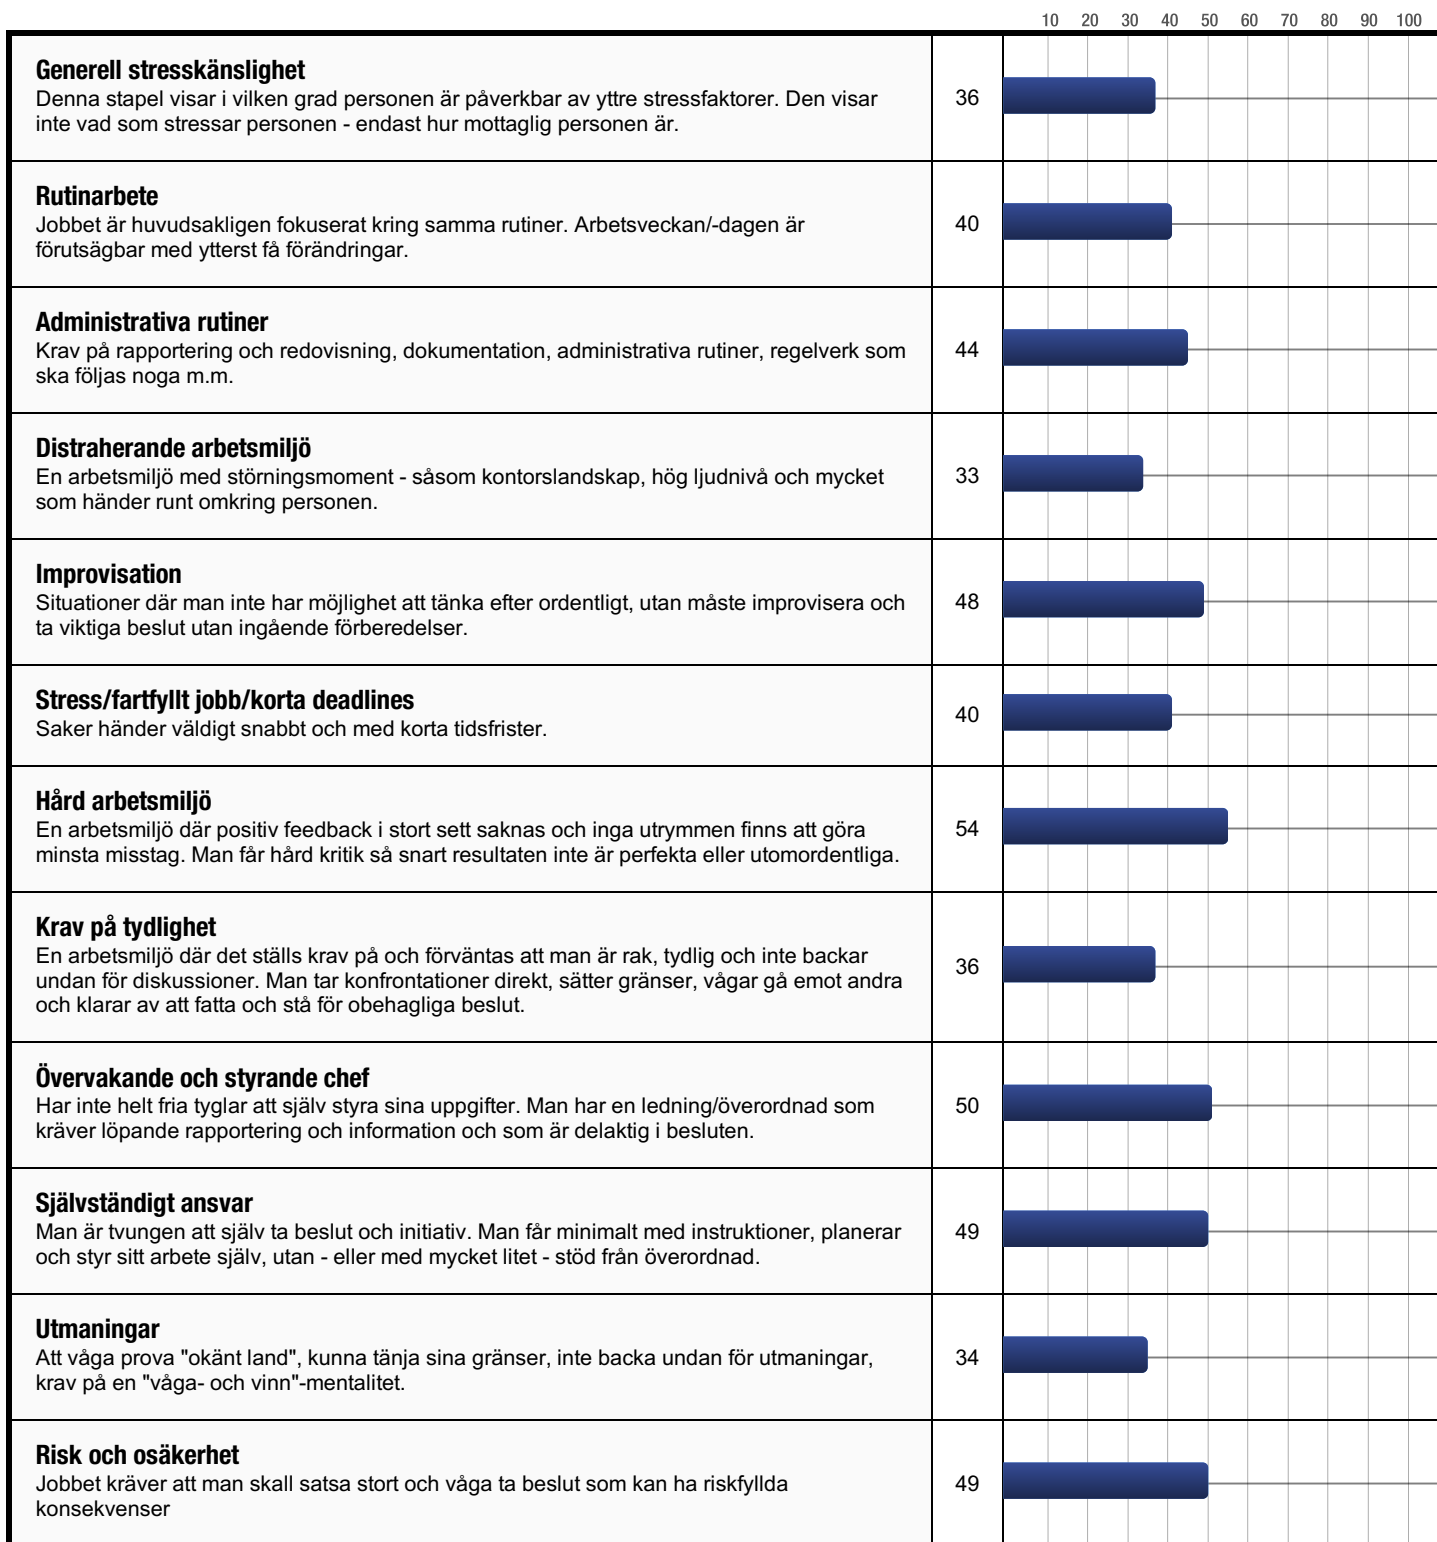 10 20 30 40 50 60 70 80 90 100
Generell stresskänslighet
Denna stapel visar i vilken grad personen är påverkbar av yttre stressfaktorer. Den visar
inte vad som stressar personen - endast hur mottaglig personen är.
36
Rutinarbete
Jobbet är huvudsakligen fokuserat kring samma rutiner. Arbetsveckan/-dagen är
förutsägbar med ytterst få förändringar.
40
Administrativa rutiner
Krav på rapportering och redovisning, dokumentation, administrativa rutiner, regelverk som
ska följas noga m.m.
44
Distraherande arbetsmiljö
En arbetsmiljö med störningsmoment - såsom kontorslandskap, hög ljudnivå och mycket
som händer runt omkring personen.
33
Improvisation
Situationer där man inte har möjlighet att tänka efter ordentligt, utan måste improvisera och
ta viktiga beslut utan ingående förberedelser.
48
Stress/fartfyllt jobb/korta deadlines
Saker händer väldigt snabbt och med korta tidsfrister.
40
Hård arbetsmiljö
En arbetsmiljö där positiv feedback i stort sett saknas och inga utrymmen finns att göra
minsta misstag. Man får hård kritik så snart resultaten inte är perfekta eller utomordentliga.
54
Krav på tydlighet
En arbetsmiljö där det ställs krav på och förväntas att man är rak, tydlig och inte backar
undan för diskussioner. Man tar konfrontationer direkt, sätter gränser, vågar gå emot andra
och klarar av att fatta och stå för obehagliga beslut.
36
Övervakande och styrande chef
Har inte helt fria tyglar att själv styra sina uppgifter. Man har en ledning/överordnad som
kräver löpande rapportering och information och som är delaktig i besluten.
50
Självständigt ansvar
Man är tvungen att själv ta beslut och initiativ. Man får minimalt med instruktioner, planerar
och styr sitt arbete själv, utan - eller med mycket litet - stöd från överordnad.
49
Utmaningar
Att våga prova "okänt land", kunna tänja sina gränser, inte backa undan för utmaningar,
krav på en "våga- och vinn"-mentalitet.
34
Risk och osäkerhet
Jobbet kräver att man skall satsa stort och våga ta beslut som kan ha riskfyllda
konsekvenser
49